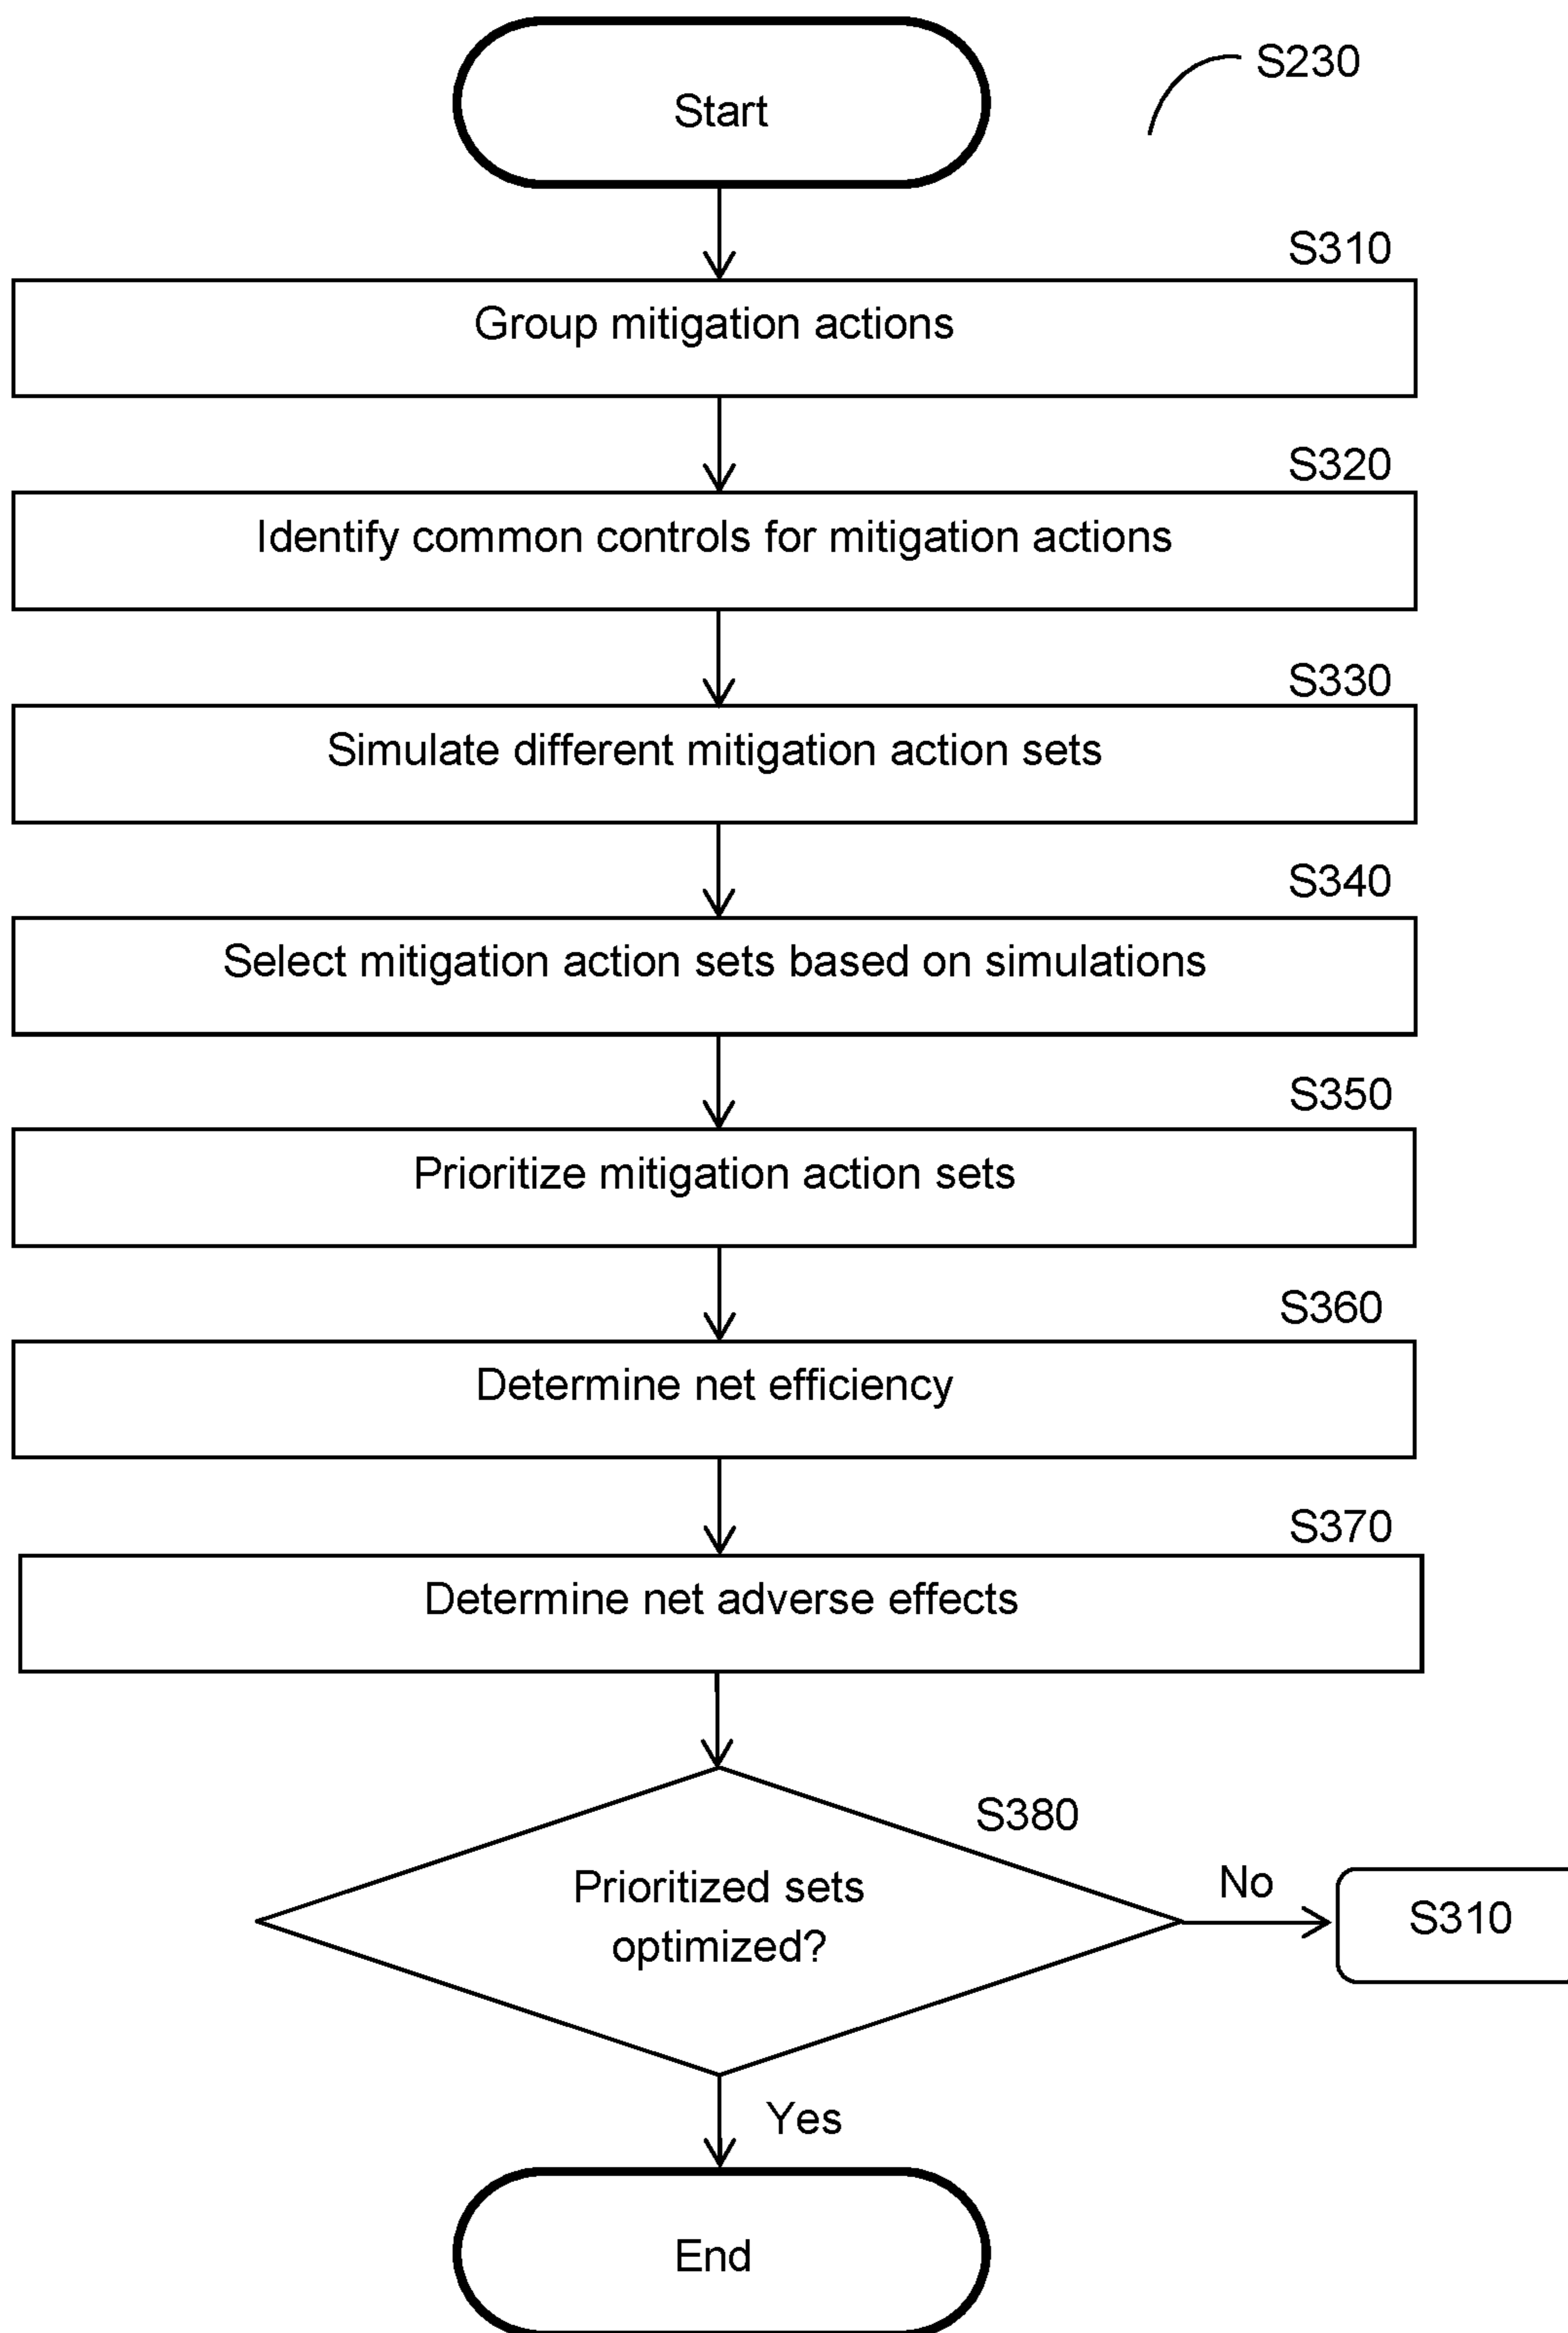 Start
S230
S310
Group mitigation actions
S320
Identify common controls for mitigation actions
S330
Simulate different mitigation action sets
S340
Select mitigation action sets based on simulations
S350
Prioritize mitigation action sets
S360
Determine net efficiency
S370
Determine net adverse effects
S380
Prioritized sets
optimized?
No
S310
Yes
End